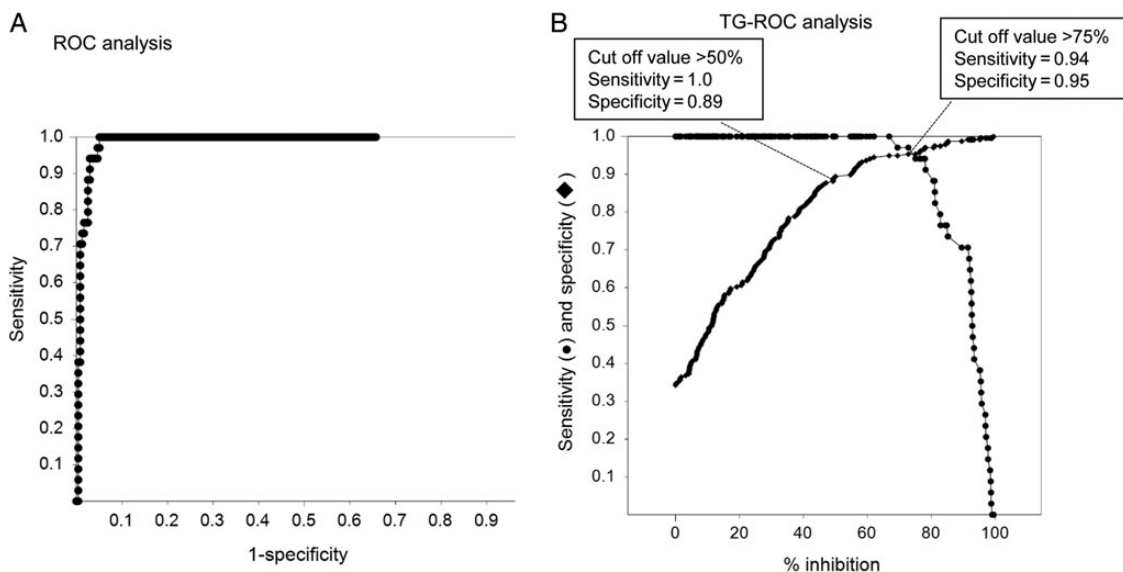 A
ROC analysis
Sensitivity
1.0
0.9
0.8
0.7
0.6
0.5
0.4
0.3
0.2
0.1
0.1 0.2 0.3 0.4 0.5 0.6 0.7 0.8 0.9
1-specificity
B
TG-ROC analysis
Cut off value >50%
Sensitivity = 1.0
Specificity = 0.89
Cut off value >75%
Sensitivity = 0.94
Specificity = 0.95
Sensitivity (●) and specificity (◆)
1.0
0.9
0.8
0.7
0.6
0.5
0.4
0.3
0.2
0.1
0 20 40 60 80 100
% inhibition